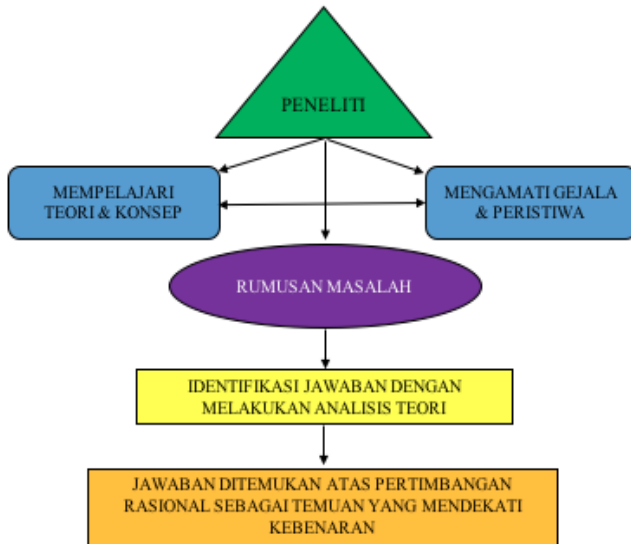 PENELITI
MEMPELAJARI
TEORI & KONSEP
MENGAMATI GEJALA
& PERISTIWA
RUMUSAN MASALAH
IDENTIFIKASI JAWABAN DENGAN
MELAKUKAN ANALISIS TEORI
JAWABAN DITEMUKAN ATAS PERTIMBANGAN
RASIONAL SEBAGAI TEMUAN YANG MENDEKATI
KEBENARAN